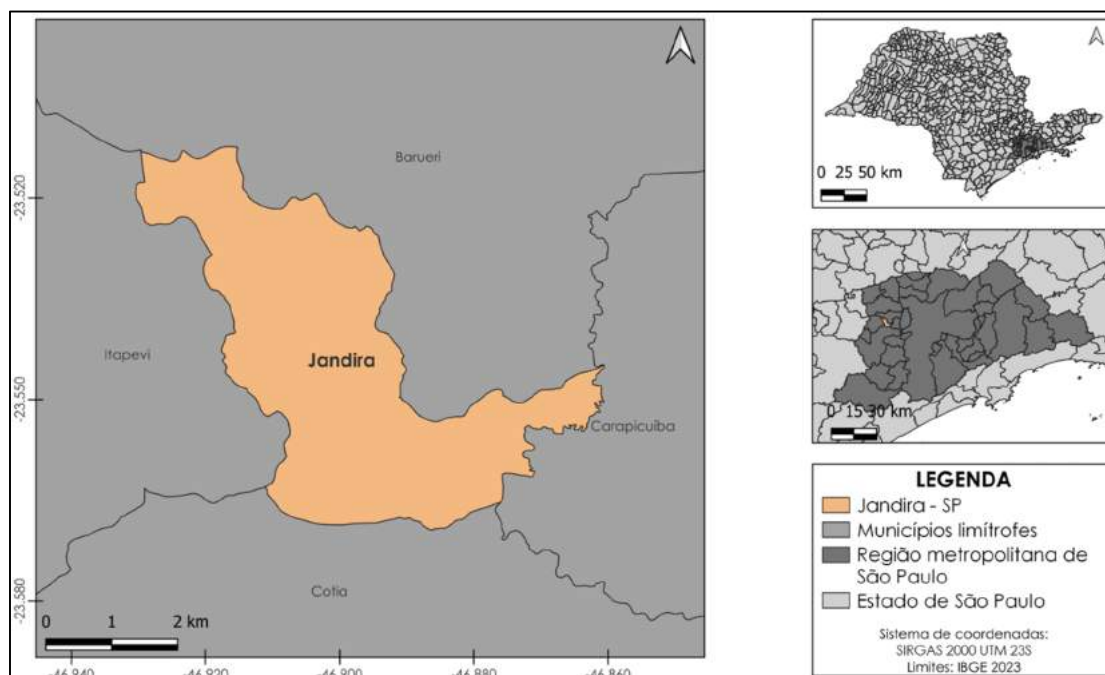 Barueri
-23.520
Itapevi
Jandira
-23.550
Carapicuiba
Cotia
-23.580
0 1 2 km
-46.840 -46.820 -46.900 -46.880 -46.860
0 25 50 km
0 15 30 km
LEGENDA
Jandira - SP
Municípios limítrofes
Região metropolitana de
São Paulo
Estado de São Paulo
Sistema de coordenadas:
SIRGAS 2000 UTM 23S
Limites: IBGE 2023